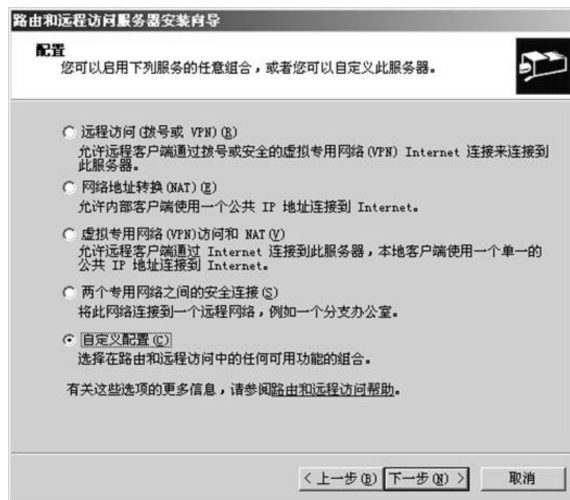 路由和远程访问服务器安装向导
配置
您可以启用下列服务的任意组合，或者您可以自定义此服务器。
远程访问(拨号或 VPN)(R)
允许远程客户端通过拨号或安全的虚拟专用网络(VPN) Internet 连接来连接到
此服务器。
网络地址转换(NAT)(E)
允许内部客户端使用一个公共 IP 地址连接到 Internet。
虚拟专用网络(VPN)访问和 NAT(V)
允许远程客户端通过 Internet 连接到此服务器，本地客户端使用一个单一的
公共 IP 地址连接到 Internet。
两个专用网络之间的安全连接(S)
将此网络连接到一个远程网络，例如一个分支办公室。
自定义配置(C)
选择在路由和远程访问中的任何可用功能的组合。
有关这些选项的更多信息，请参阅路由和远程访问帮助。
< 上一步(B) 下一步(N) > 取消